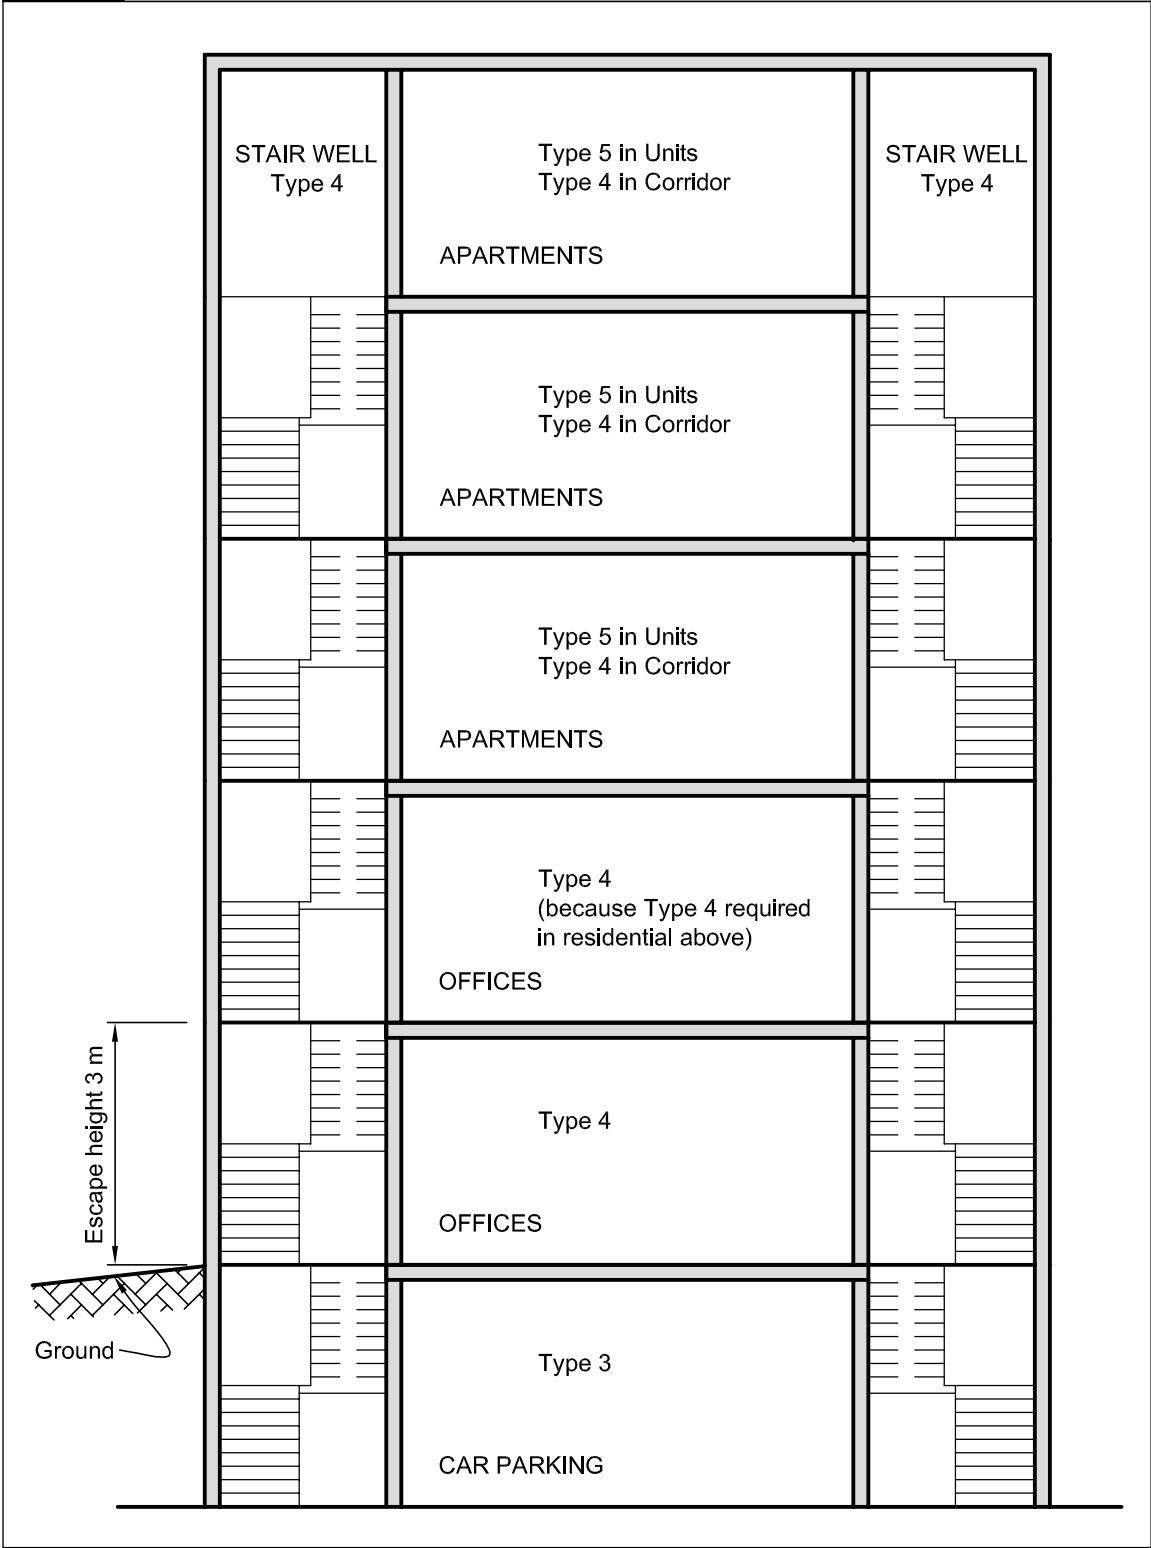 STAIR WELL
Type 4
Type 5 in Units
Type 4 in Corridor
APARTMENTS
STAIR WELL
Type 4
Type 5 in Units
Type 4 in Corridor
APARTMENTS
Type 5 in Units
Type 4 in Corridor
APARTMENTS
Type 4
(because Type 4 required
in residential above)
OFFICES
Escape height 3 m
Type 4
OFFICES
Ground
Type 3
CAR PARKING